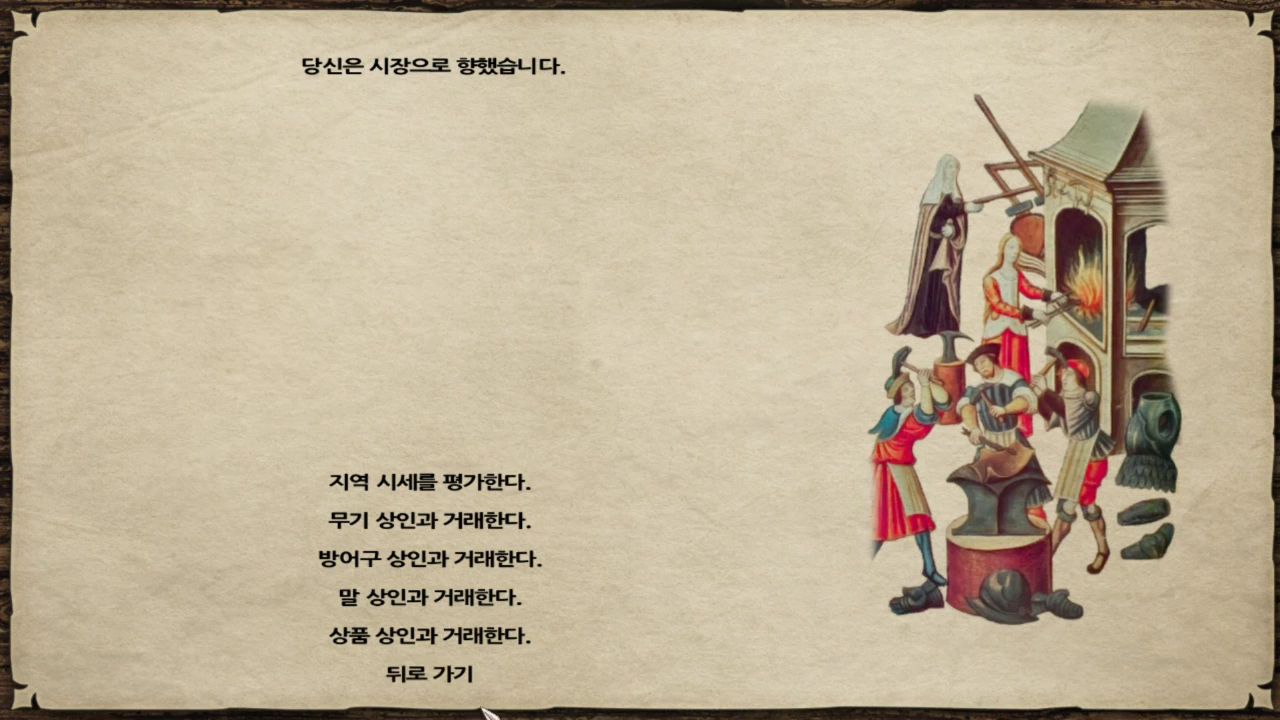 당신은 시장으로 향했습니다.
지역 시세를 평가한다.
무기 상인과 거래한다.
방어구 상인과 거래한다.
말 상인과 거래한다.
상품 상인과 거래한다.
뒤로 가기